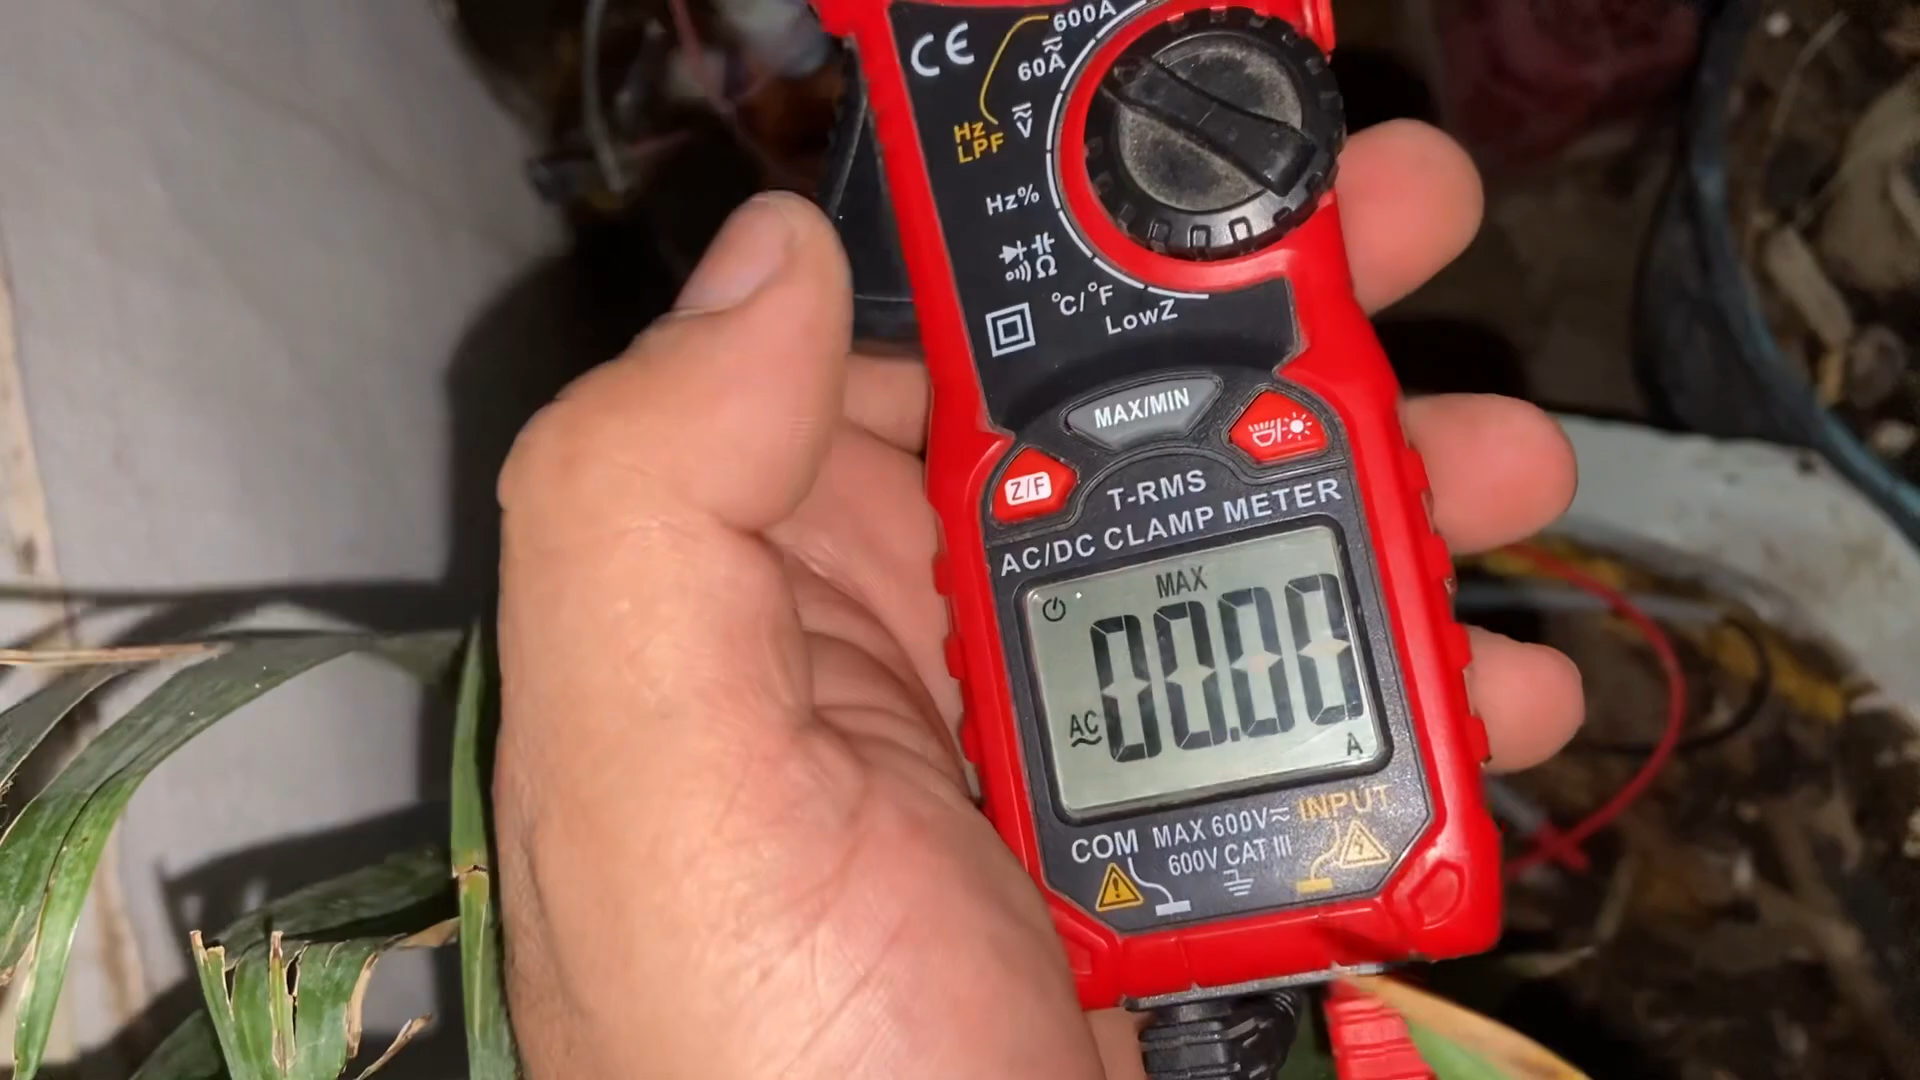 CE
600A
60A
V
Hz
LPF
Hz%
Ω
°C/°F
LowZ
MAX/MIN
Z/F
T-RMS
AC/DC CLAMP METER
MAX
AC
00.00
A
COM MAX 600V INPUT
600V CAT III